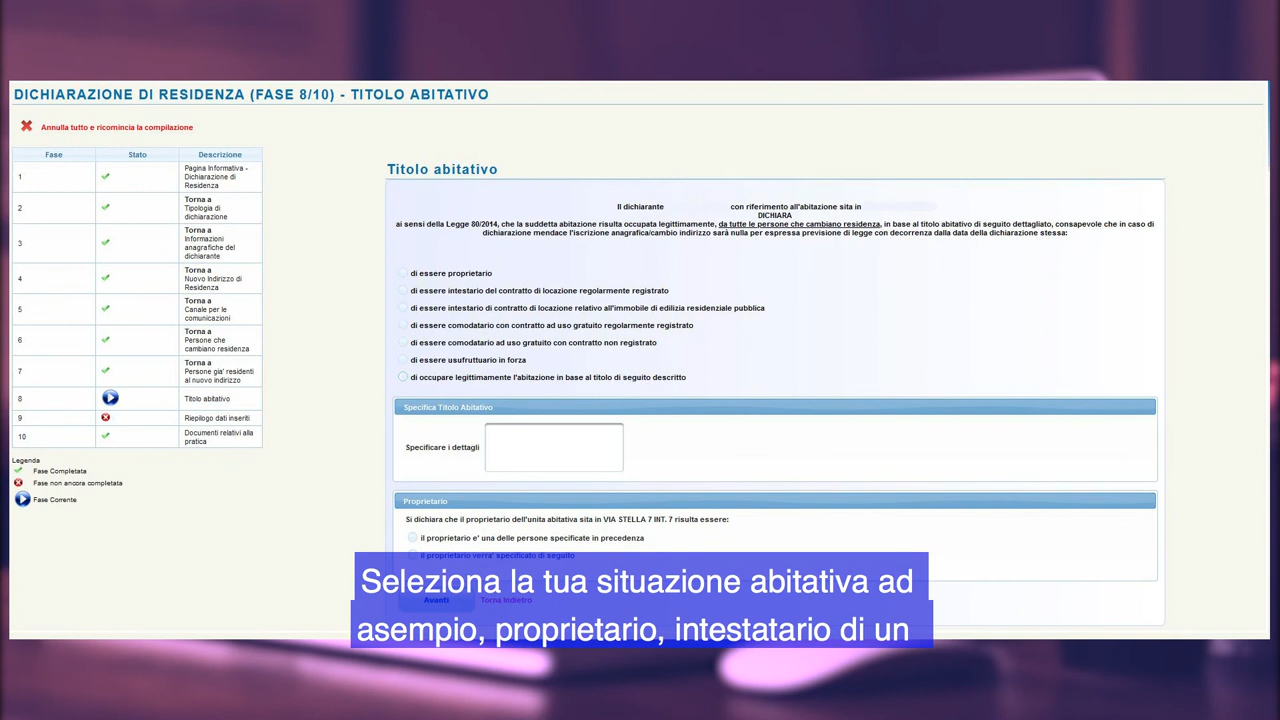 DICHIARAZIONE DI RESIDENZA (FASE 8/10) - TITOLO ABITATIVO
Annulla tutto e ricomincia la compilazione
Fase Stato Descrizione
1 Pagina Informativa -
Dichiarazione di
Residenza
2 Torna a
Tipologia di
dichiarazione
3 Torna a
Informazioni
anagrafiche del
dichiarante
4 Torna a
Nuovo Indirizzo di
Residenza
5 Torna a
Canale per le
comunicazioni
6 Torna a
Persone che
cambiano residenza
7 Torna a
Persone gia' residenti
al nuovo indirizzo
8 Titolo abitativo
9 Riepilogo dati inseriti
10 Documenti relativi alla
pratica
Legenda
Fase Completata
Fase non ancora completata
Fase Corrente
Titolo abitativo
Il dichiarante con riferimento all'abitazione sita in
DICHIARA
ai sensi della Legge 80/2014, che la suddetta abitazione risulta occupata legittimamente, da tutte le persone che cambiano residenza, in base al titolo abitativo di seguito dettagliato, consapevole che in caso di
dichiarazione mendace l'iscrizione anagrafica/cambio indirizzo sarà nulla per espressa previsione di legge con decorrenza dalla data della dichiarazione stessa:
di essere proprietario
di essere intestario del contratto di locazione regolarmente registrato
di essere intestario di contratto di locazione relativo all'immobile di edilizia residenziale pubblica
di essere comodatario con contratto ad uso gratuito regolarmente registrato
di essere comodatario ad uso gratuito con contratto non registrato
di essere usufruttuario in forza
di occupare legittimamente l'abitazione in base al titolo di seguito descritto
Specifica Titolo Abitativo
Specificare i dettagli
Proprietario
Si dichiara che il proprietario dell'unita abitativa sita in VIA STELLA 7 INT. 7 risulta essere:
il proprietario e' una delle persone specificate in precedenza
il proprietario verra' specificato di seguito
Avanti Torna Indietro
Seleziona la tua situazione abitativa ad
asempio, proprietario, intestatario di un